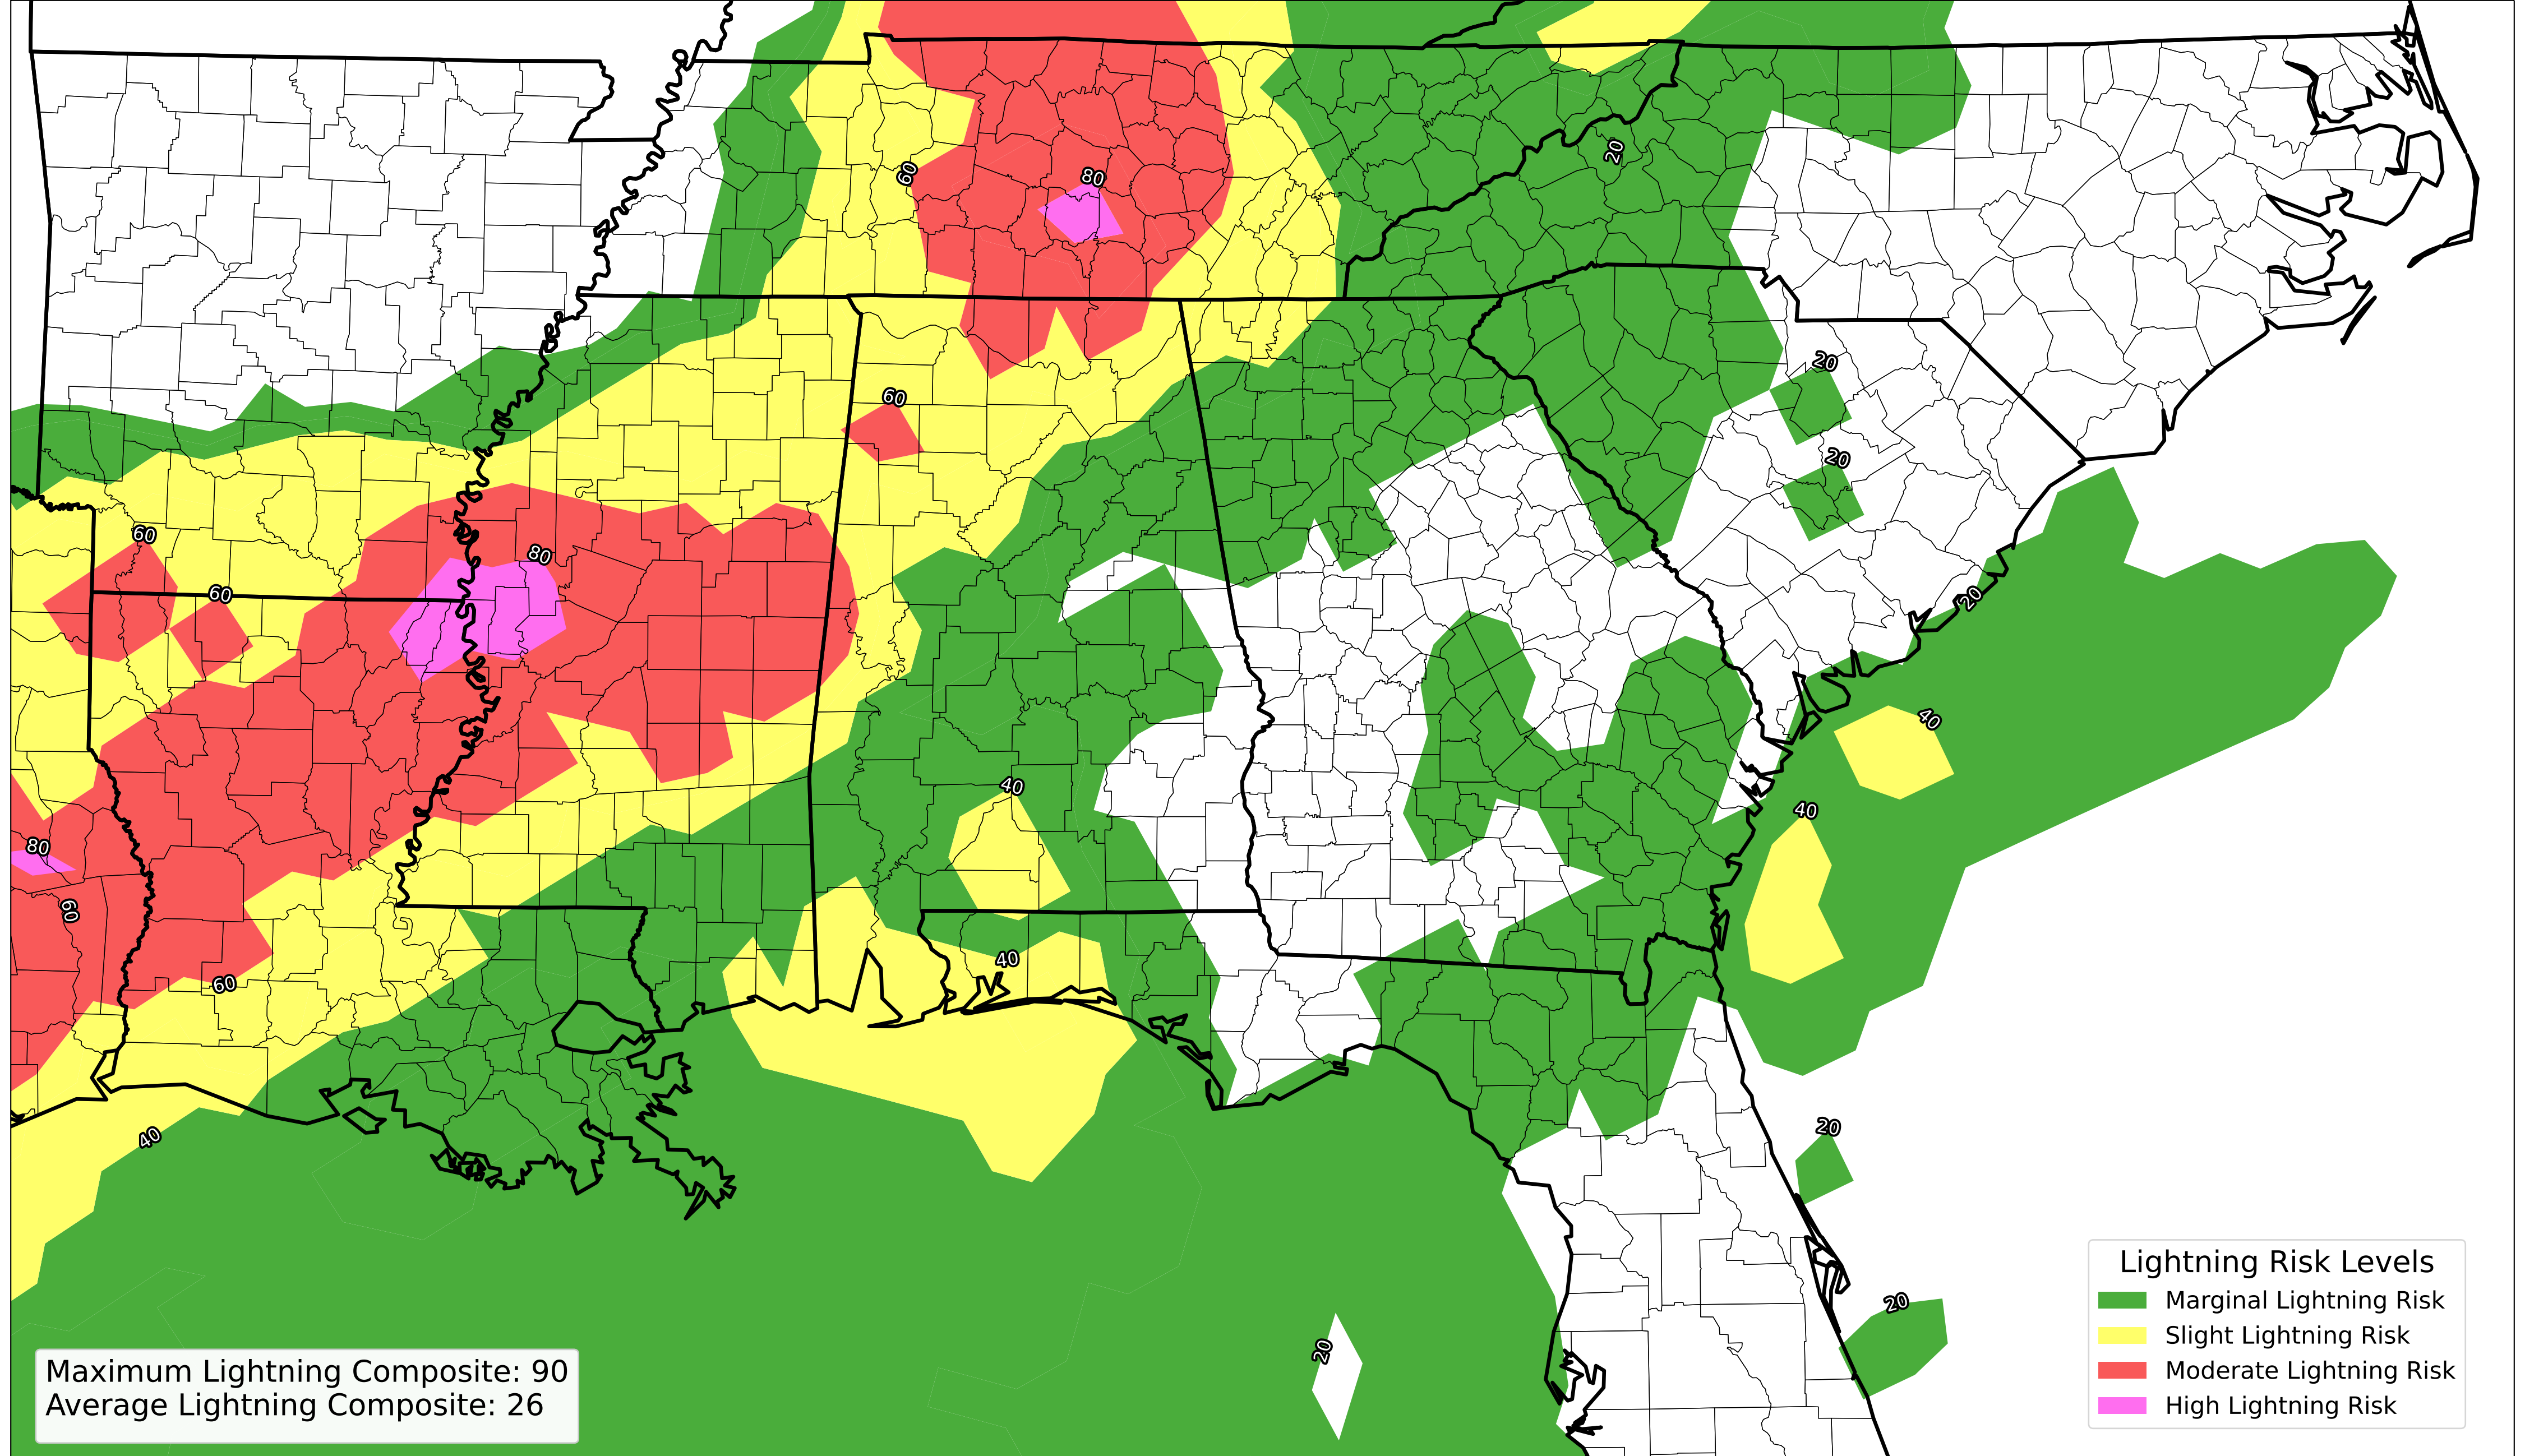 20
80
60
20
60
20
80
60
60
20
40
40
80
60
40
60
40
20
20
20
Lightning Risk Levels
Marginal Lightning Risk
Slight Lightning Risk
Moderate Lightning Risk
High Lightning Risk
Maximum Lightning Composite: 90
Average Lightning Composite: 26